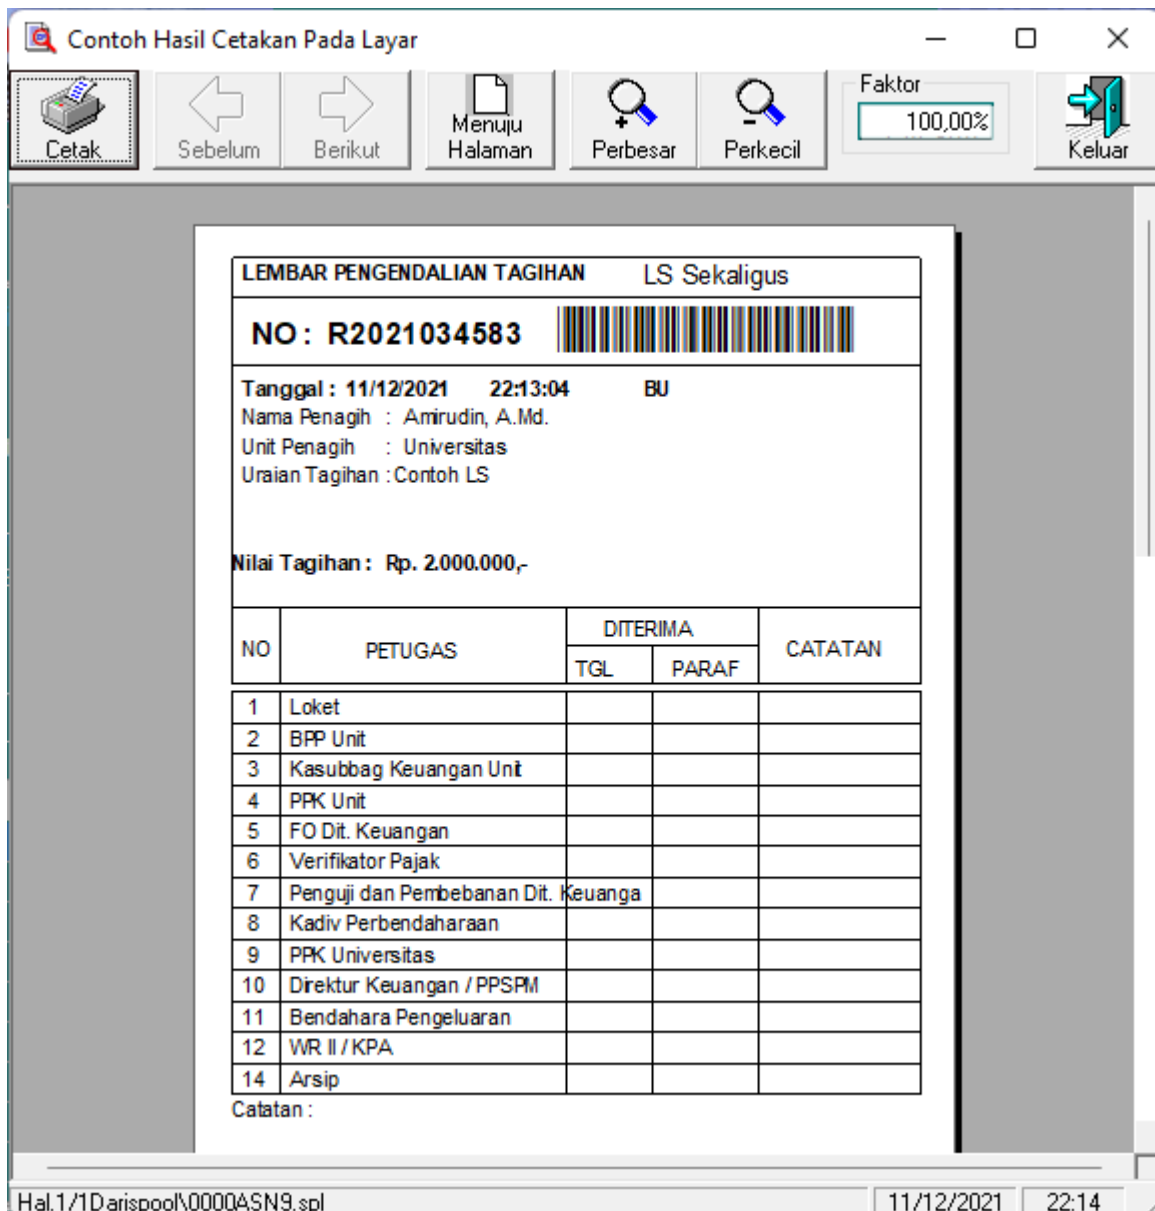 Contoh Hasil Cetakan Pada Layar
Cetak
Sebelum
Berikut
Menuju
Halaman
Perbesar
Perkecil
Faktor
100,00%
Keluar
LEMBAR PENGENDALIAN TAGIHAN LS Sekaligus
NO : R2021034583
Tanggal : 11/12/2021 22:13:04 BU
Nama Penagih : Amirudin, A.Md.
Unit Penagih : Universitas
Uraian Tagihan : Contoh LS
Nilai Tagihan : Rp. 2.000.000,-
NO PETUGAS DITERIMA CATATAN
TGL PARAF
1 Loket
2 BPP Unit
3 Kasubbag Keuangan Unit
4 PPK Unit
5 FO Dit. Keuangan
6 Verifikator Pajak
7 Penguji dan Pembebanan Dit. Keuanga
8 Kadiv Perbendaharaan
9 PPK Universitas
10 Direktur Keuangan / PPSPM
11 Bendahara Pengeluaran
12 WR II / KPA
14 Arsip
Catatan :
Hal.1/1Darispool\0000ASN9.spl 11/12/2021 22:14